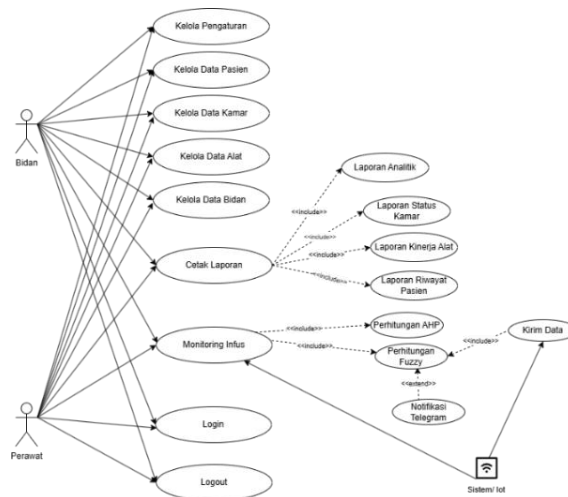 Kelola Pengaturan
Kelola Data Pasien
Kelola Data Kamar
Kelola Data Alat
Kelola Data Bidan
Bidan
Laporan Analitik
<<include>>
Laporan Status
Kamar
<<include>>
Cetak Laporan
Laporan Kinerja Alat
<<include>>
Laporan Riwayat
Pasien
<<include>>
Monitoring Infus
<<include>>
Perhitungan AHP
Kirim Data
<<include>>
Perhitungan
Fuzzy
<<include>>
<<extend>>
Notifikasi
Telegram
Perawat
Login
Logout
Sistem/ Iot